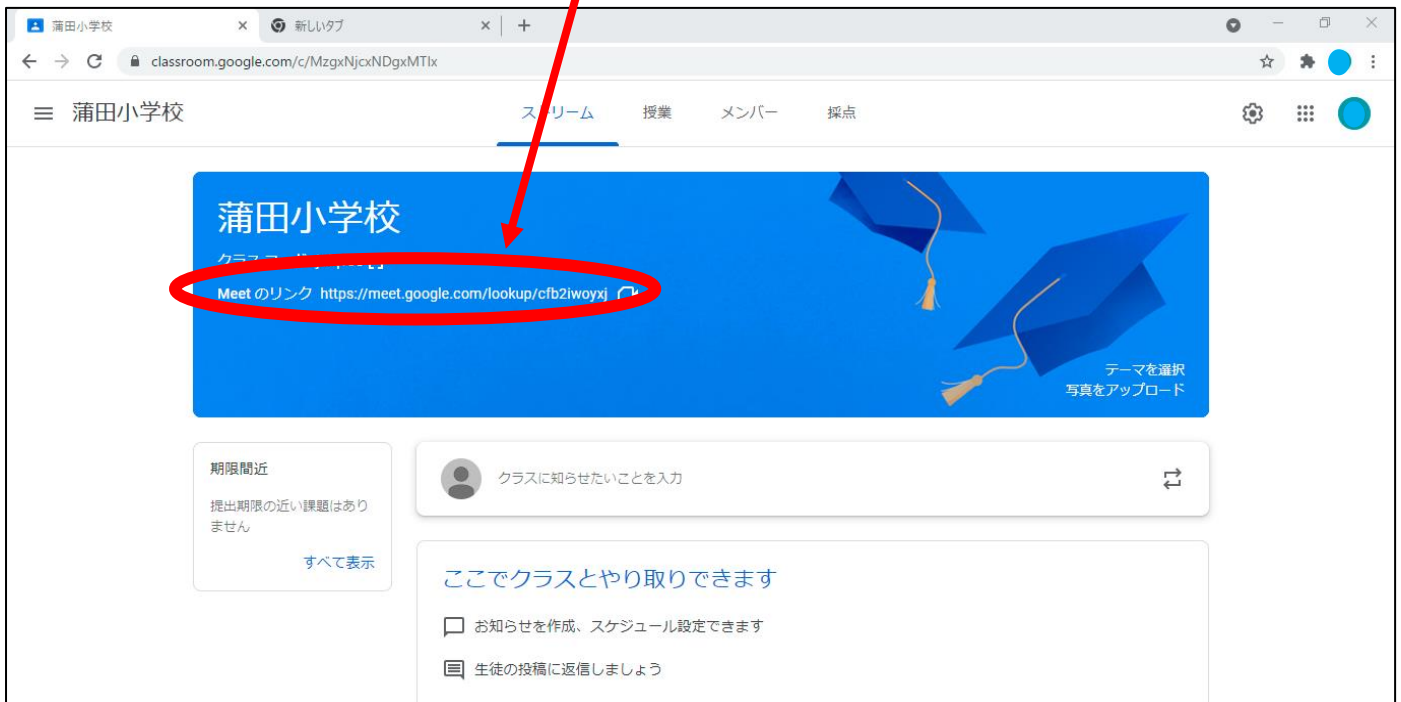 蒲田小学校
新しいタブ
classroom.google.com/c/MzgxNjcxNDgxMTIx
蒲田小学校
ストリーム 授業 メンバー 採点
蒲田小学校
Meet のリンク https://meet.google.com/lookup/cfb2iwoyxj
テーマを選択
写真をアップロード
期限間近
提出期限の近い課題はあり
ません
すべて表示
クラスに知らせたいことを入力
ここでクラスとやり取りできます
お知らせを作成、スケジュール設定できます
生徒の投稿に返信しましょう